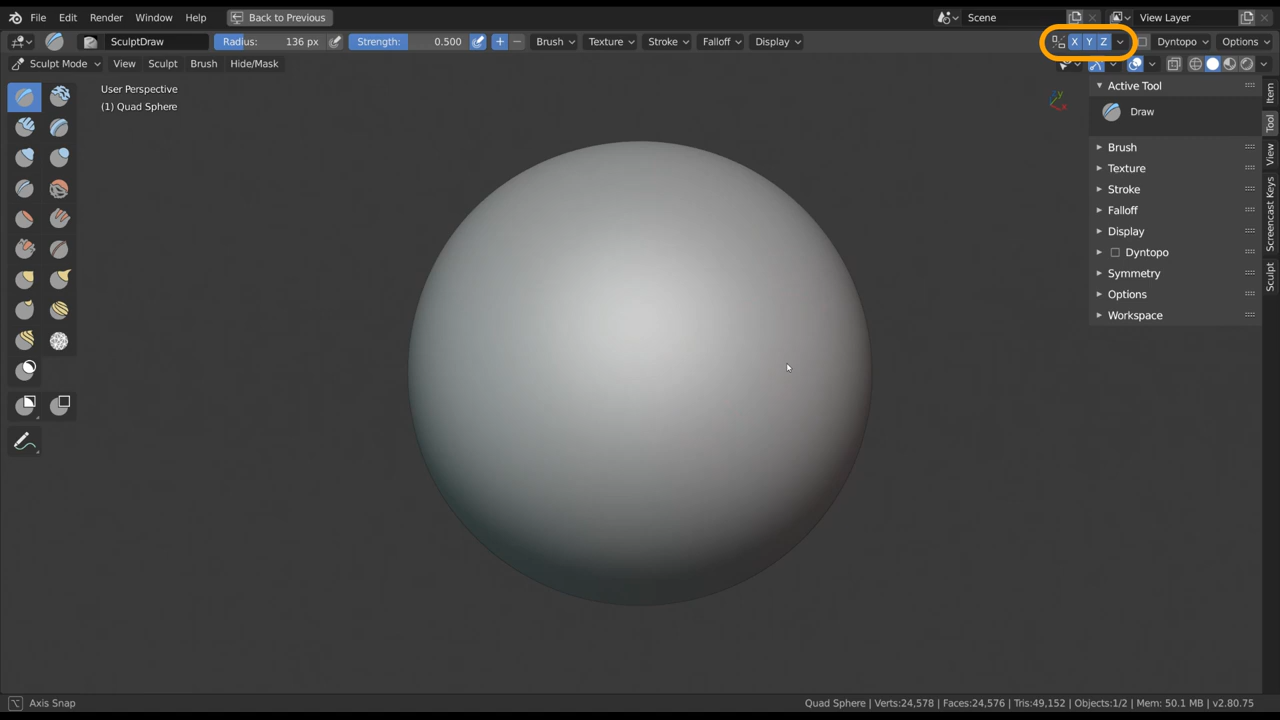 File Edit Render Window Help Back to Previous Scene View Layer
SculptDraw Radius: 136 px Strength: 0.500 Brush Texture Stroke Falloff Display X Y Z Dyntopo Options
Sculpt Mode View Sculpt Brush Hide/Mask
User Perspective
(1) Quad Sphere
Active Tool
Draw
Brush
Texture
Stroke
Falloff
Display
Dyntopo
Symmetry
Options
Workspace
Item
Tool
View
Screencast Keys
Sculpt
Axis Snap
Quad Sphere | Verts:24,578 | Faces:24,576 | Tris:49,152 | Objects:1/2 | Mem: 50.1 MB | v2.80.75